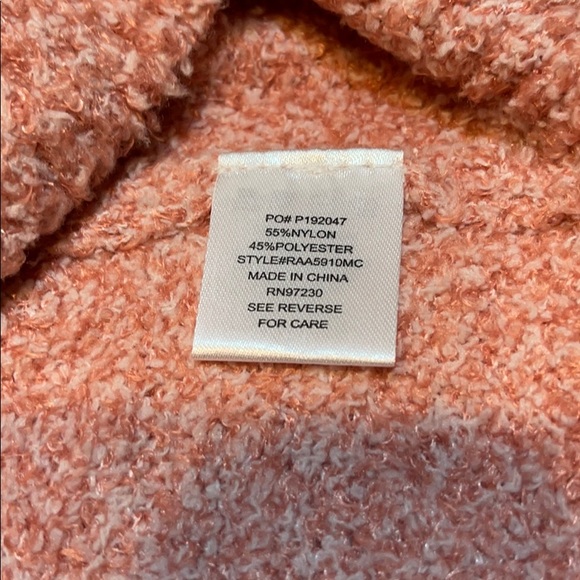 PO# P192047
55%NYLON
45%POLYESTER
STYLE#RAA5910MC
MADE IN CHINA
RN97230
SEE REVERSE
FOR CARE